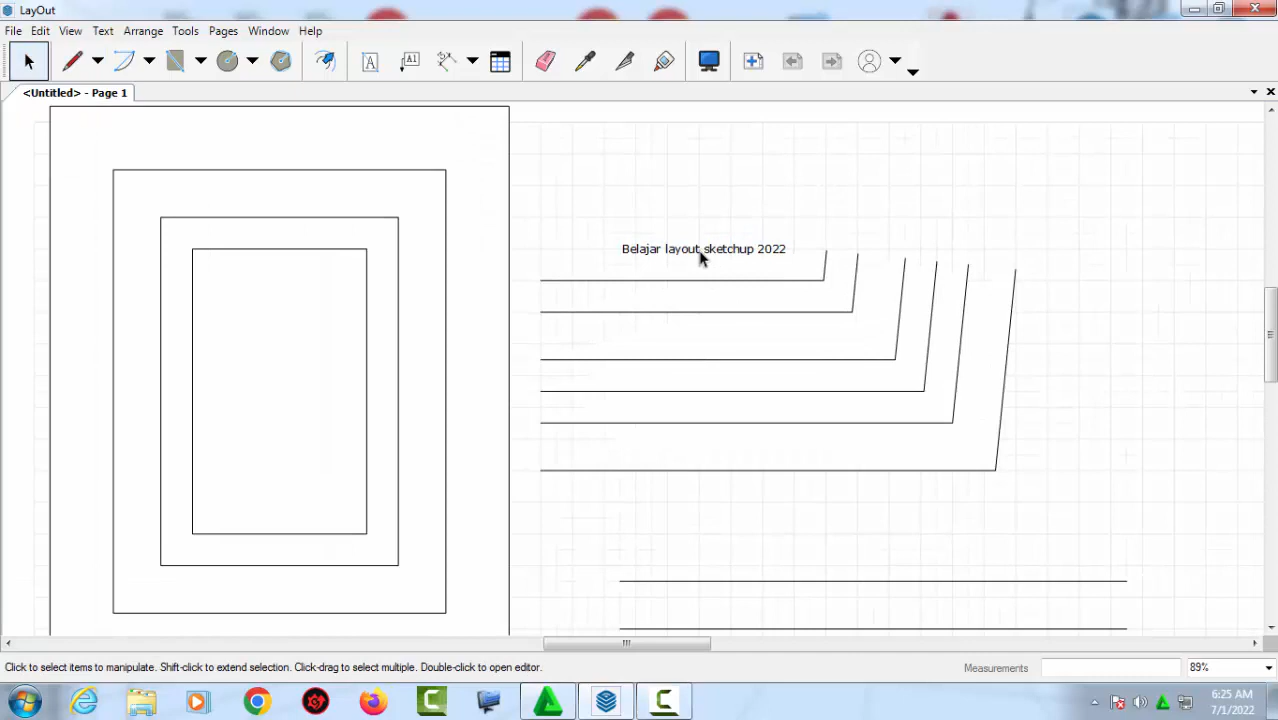 LayOut
File Edit View Text Arrange Tools Pages Window Help
A A1
<Untitled> - Page 1
Belajar layout sketchup 2022
Click to select items to manipulate. Shift-click to extend selection. Click-drag to select multiple. Double-click to open editor.
Measurements
89%
6:25 AM
7/1/2022